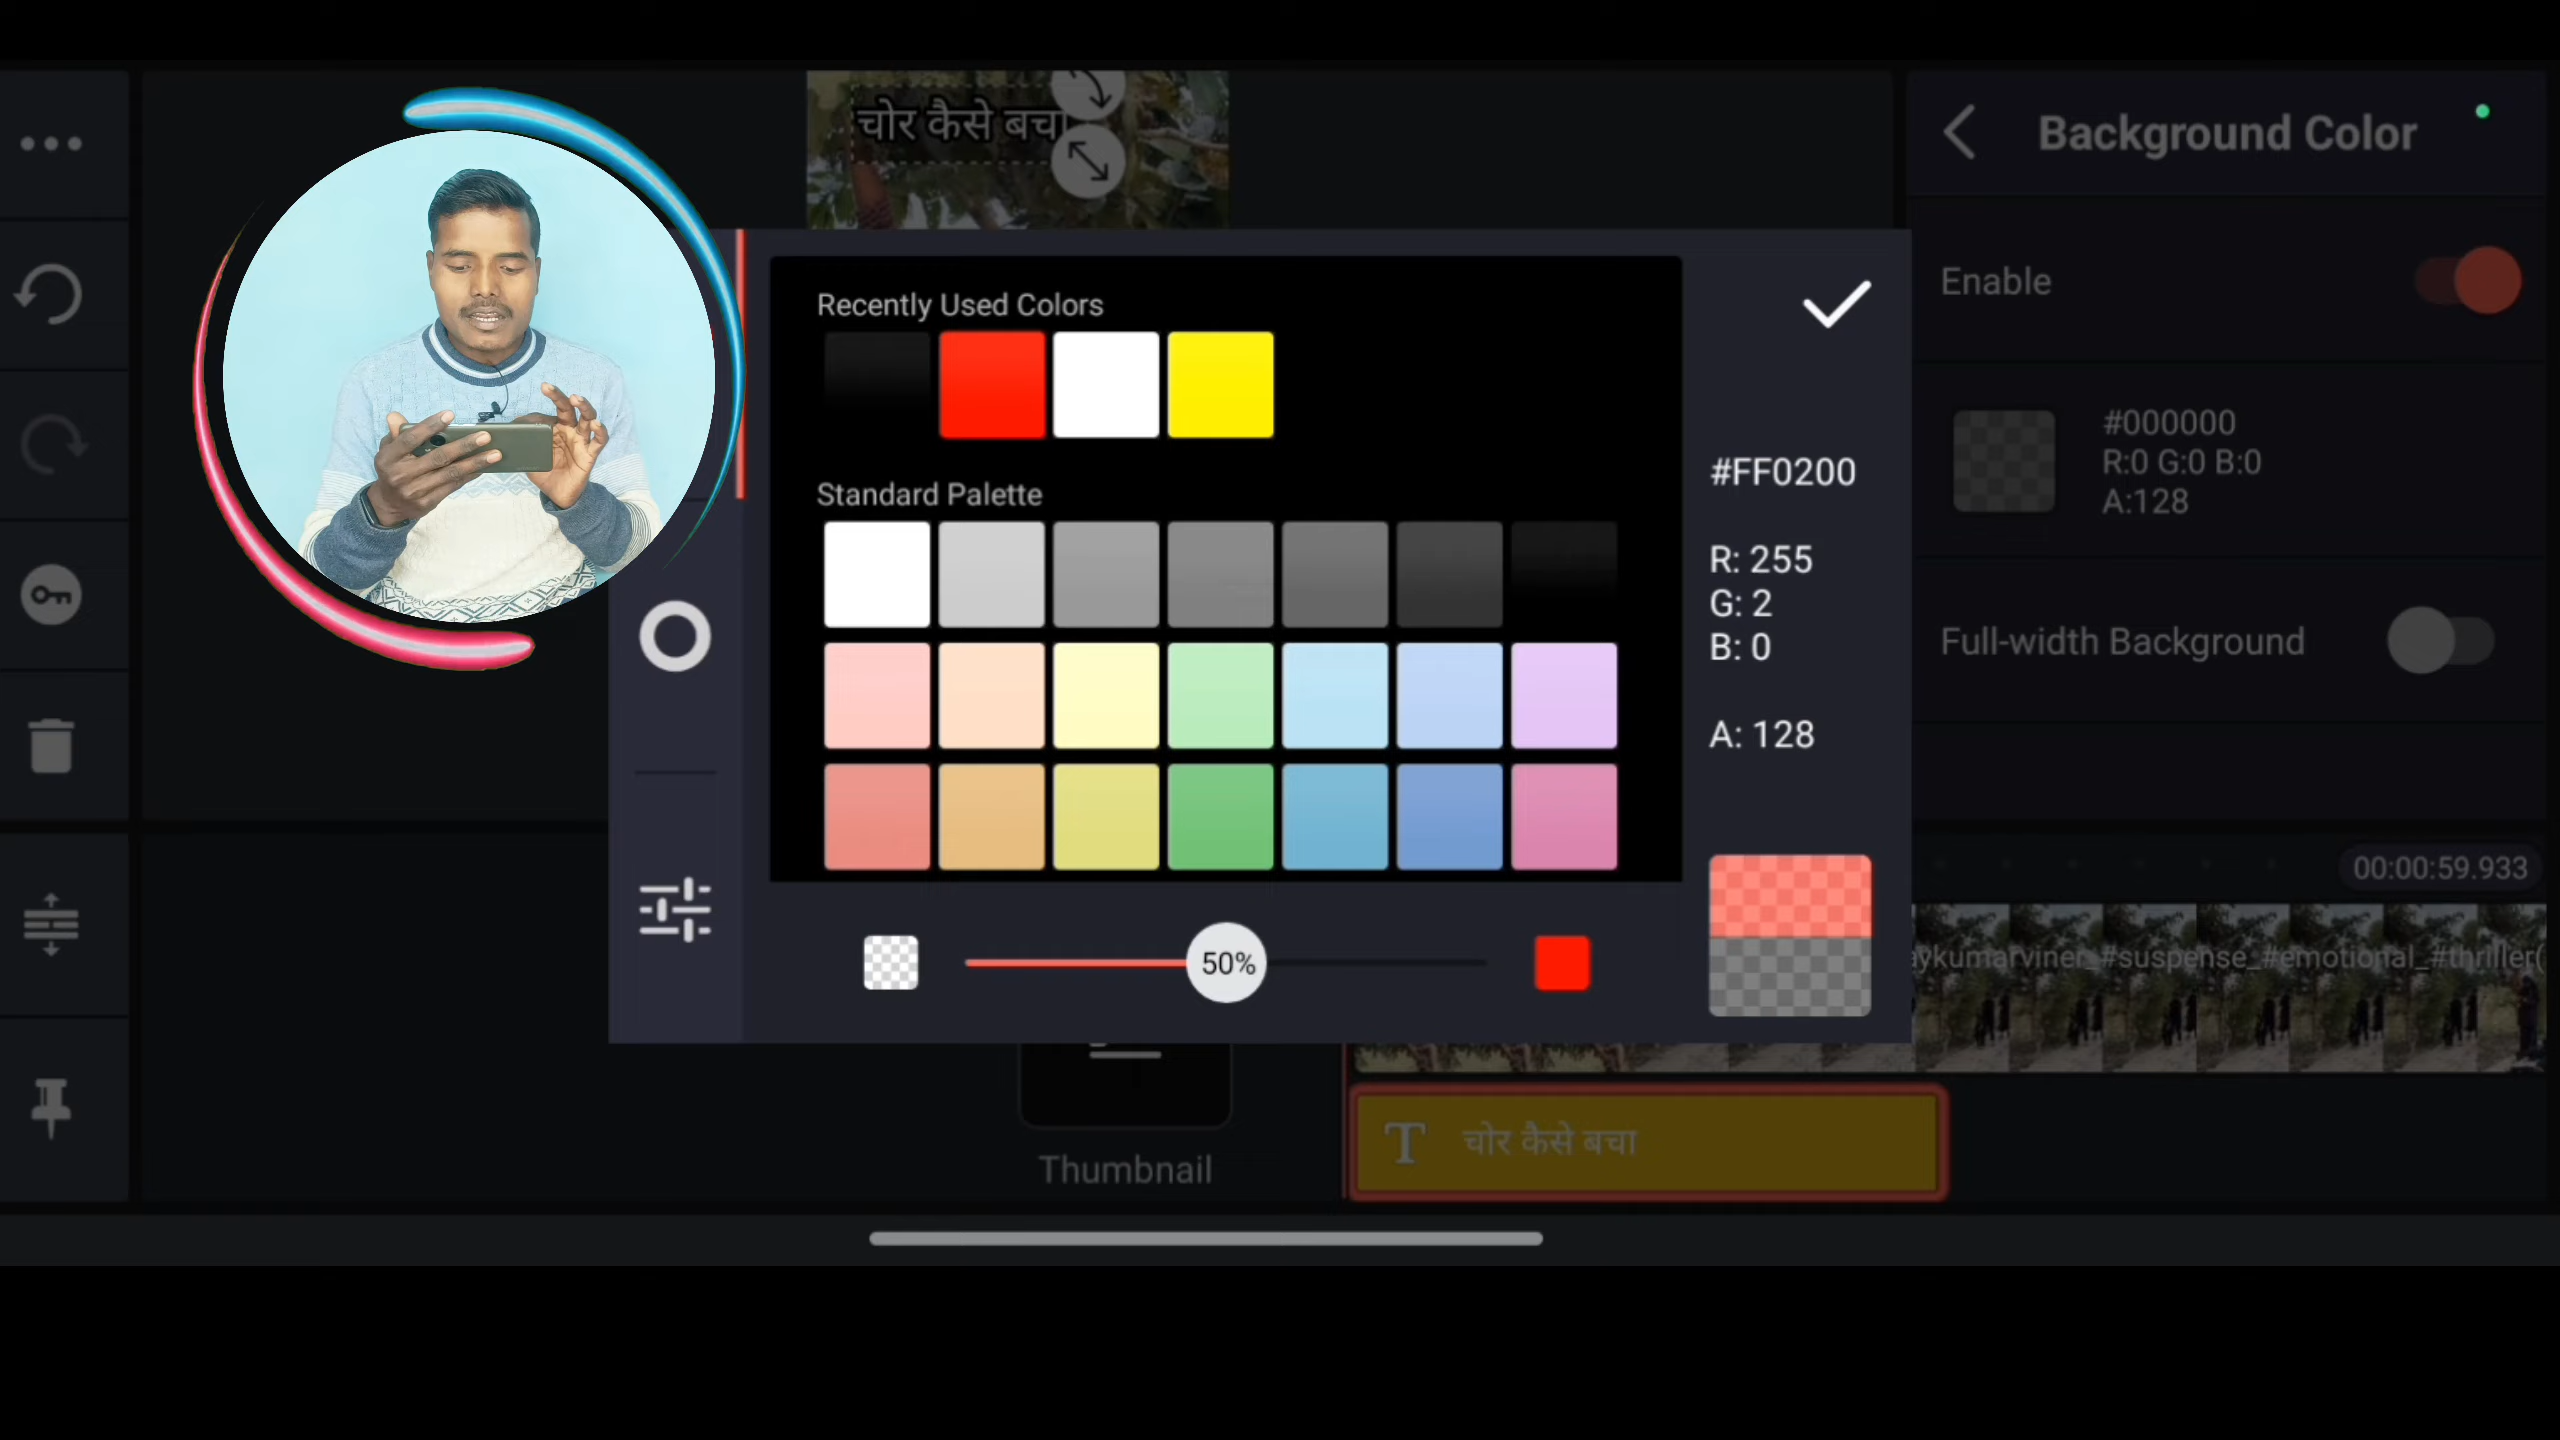 चोर कैसे बचा
Background Color
Enable
#000000
R:0 G:0 B:0
A:128
Full-width Background
Recently Used Colors
Standard Palette
#FF0200
R: 255
G: 2
B: 0
A: 128
50%
00:00:59.933
aykumarviner_#suspense_#emotional_#thriller(
T चोर कैसे बचा
Thumbnail